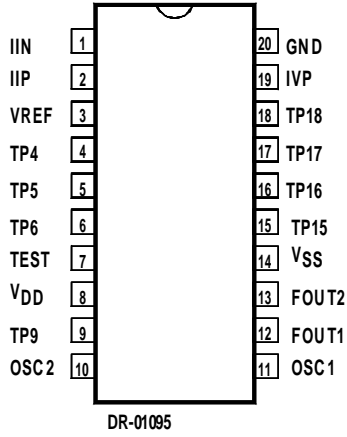 IIN 1 20 GND
IIP 2 19 IVP
VREF 3 18 TP18
TP4 4 17 TP17
TP5 5 16 TP16
TP6 6 15 TP15
TEST 7 14 VSS
VDD 8 13 FOUT2
TP9 9 12 FOUT1
OSC2 10 11 OSC1
DR-01095